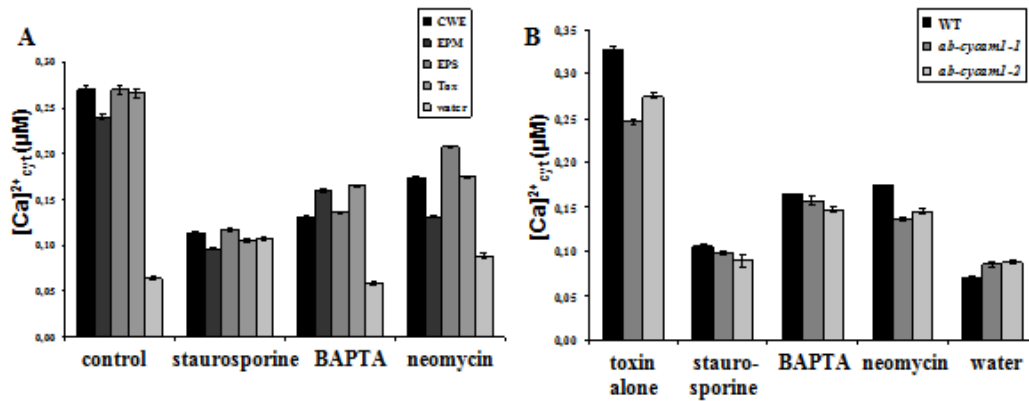 A
CWE
EPM
EPS
Tox
water
[Ca]²⁺ cyt (µM)
0,30
0,25
0,20
0,15
0,10
0,05
0,00
control staurosporine BAPTA neomycin
B
WT
ab-cycam1-1
ab-cycam1-2
[Ca]²⁺ cyt (µM)
0,35
0,30
0,25
0,20
0,15
0,10
0,05
0,00
toxin alone
stauro-sporine
BAPTA
neomycin
water